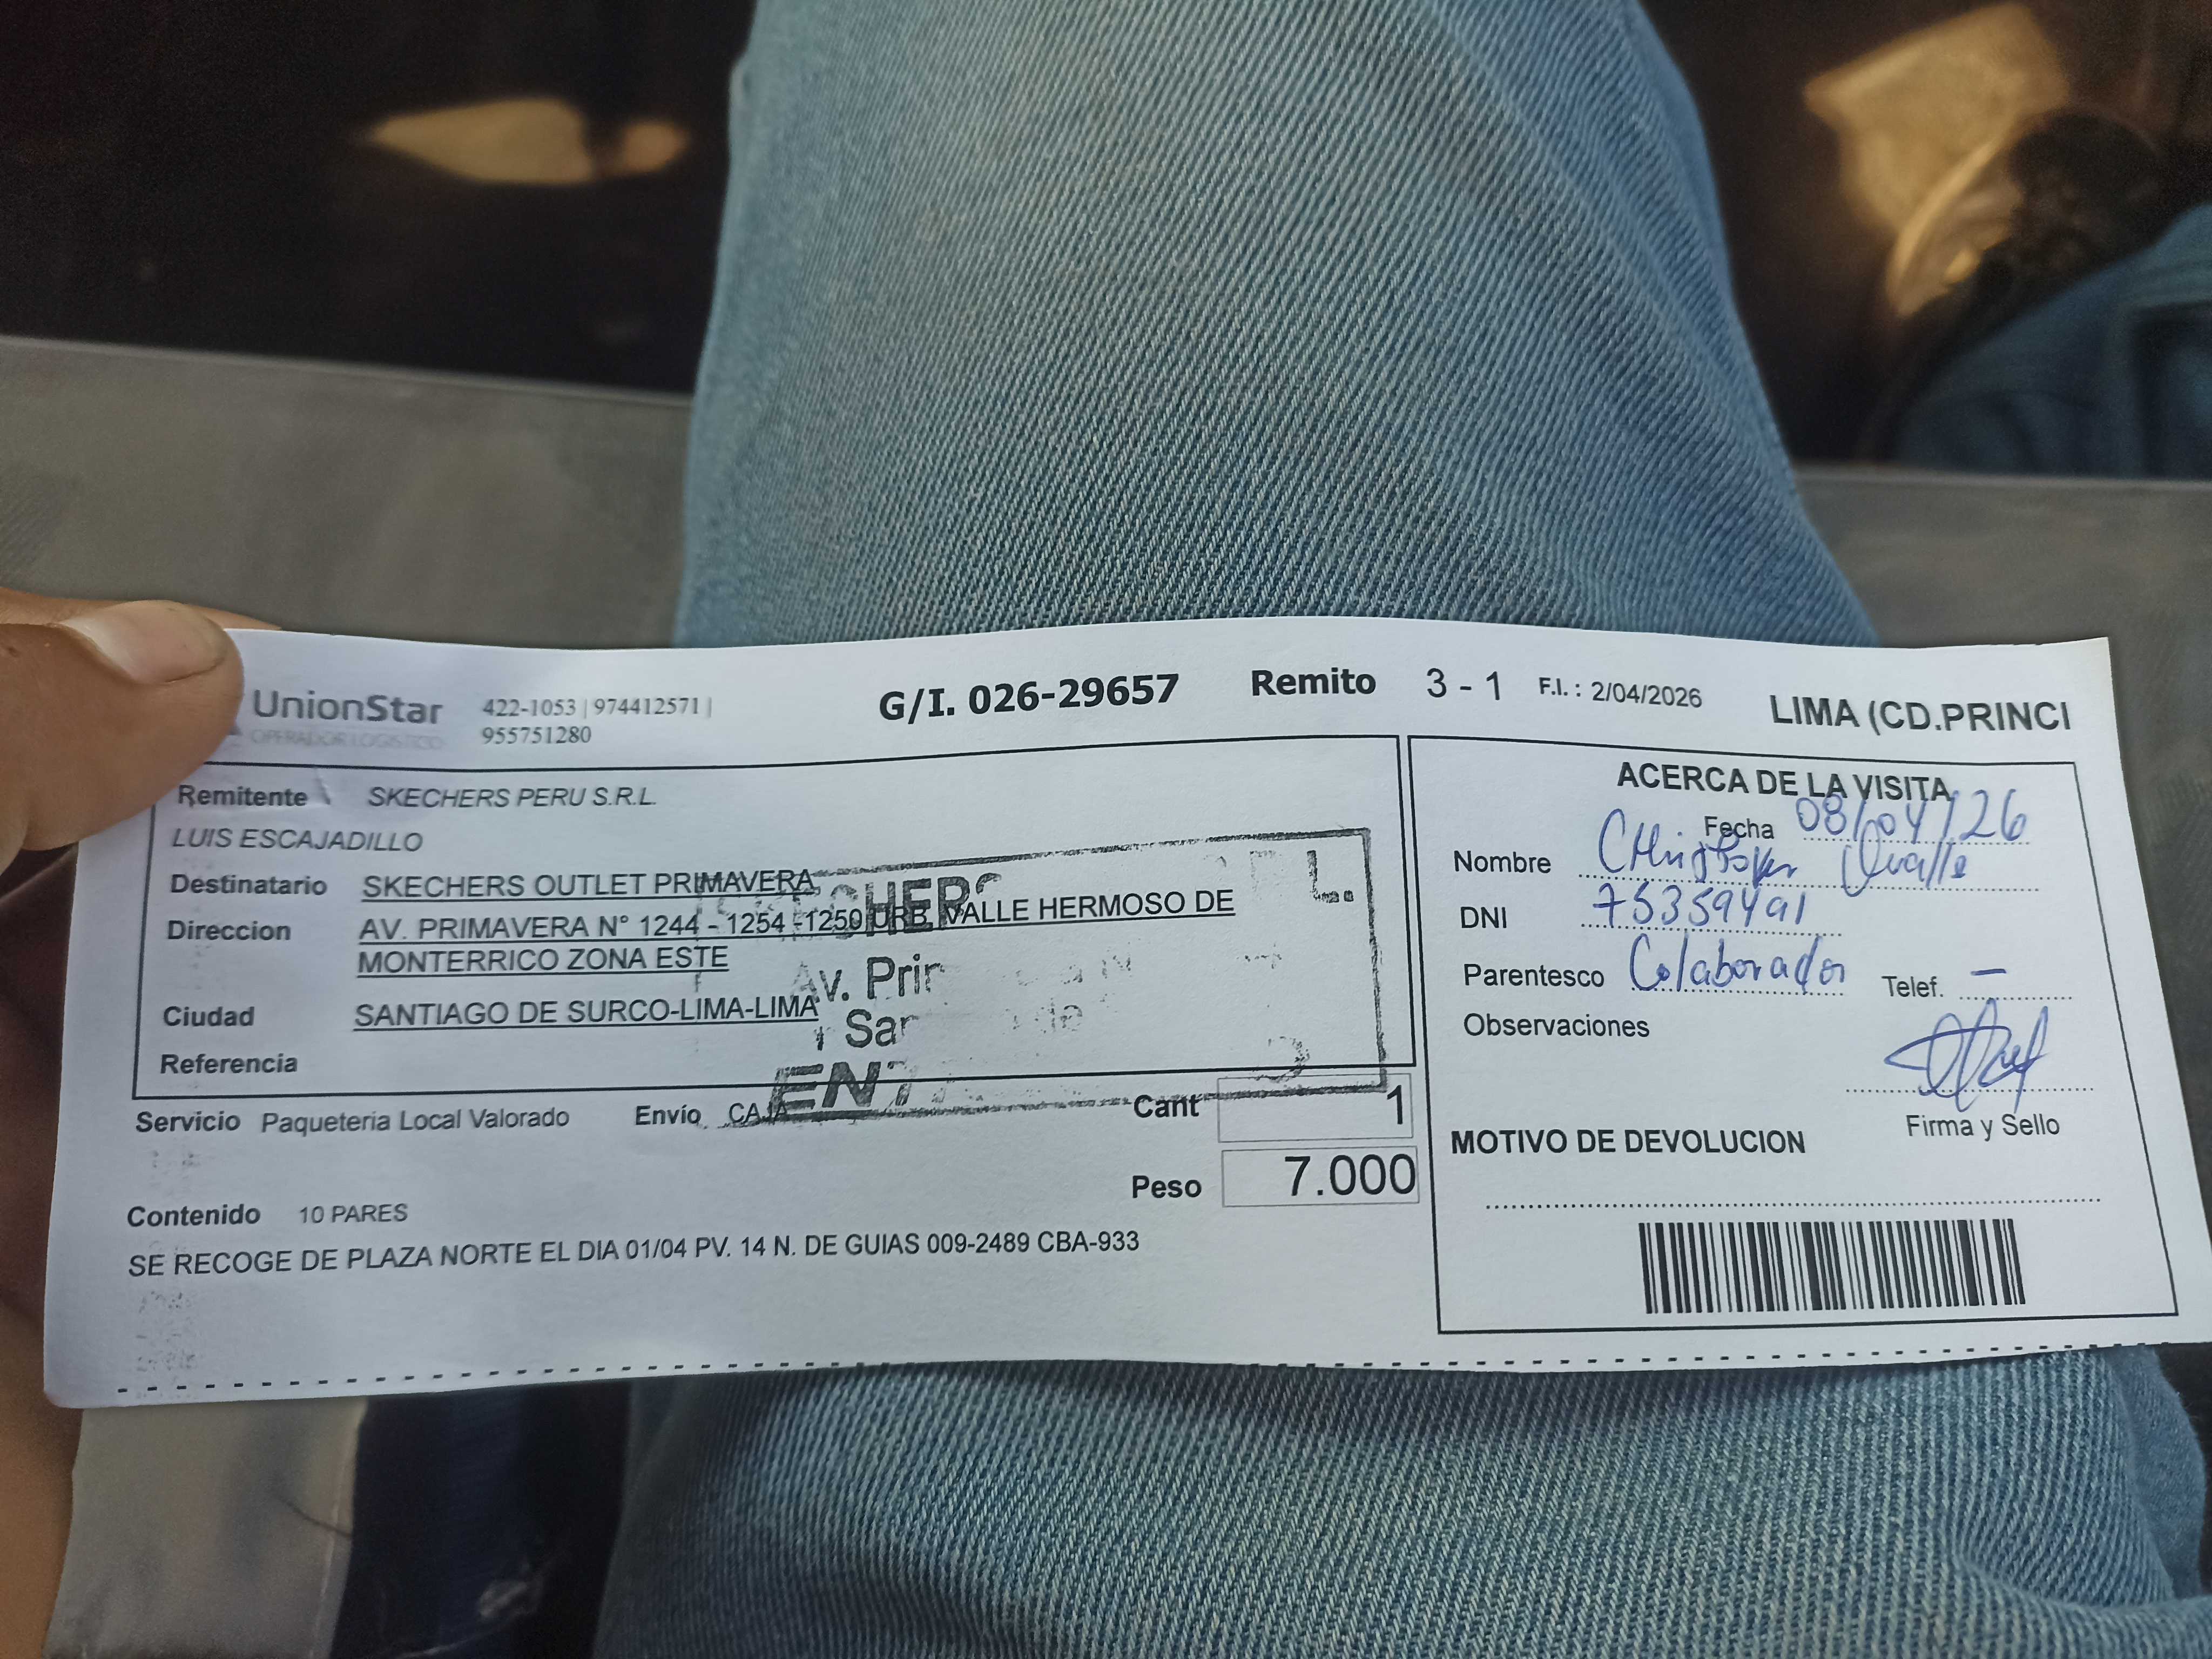 UnionStar
OPERADOR LOGISTICO
422-1053 | 974412571 |
955751280
G/I. 026-29657
Remito 3 - 1
F.I. : 2/04/2026
LIMA (CD.PRINCI
Remitente SKECHERS PERU S.R.L.
LUIS ESCAJADILLO
Destinatario SKECHERS OUTLET PRIMAVERA
Direccion AV. PRIMAVERA N° 1244 - 1254 -1250 URB. VALLE HERMOSO DE
MONTERRICO ZONA ESTE
Ciudad SANTIAGO DE SURCO-LIMA-LIMA
Referencia
Servicio Paqueteria Local Valorado
Envío CAJA
Cant 1
Peso 7.000
Contenido 10 PARES
SE RECOGE DE PLAZA NORTE EL DIA 01/04 PV. 14 N. DE GUIAS 009-2489 CBA-933
ACERCA DE LA VISITA
Fecha 08/04/26
Nombre CHristoper Ovalle
DNI 75359491
Parentesco Colaborador
Telef. —
Observaciones
Firma y Sello
MOTIVO DE DEVOLUCION